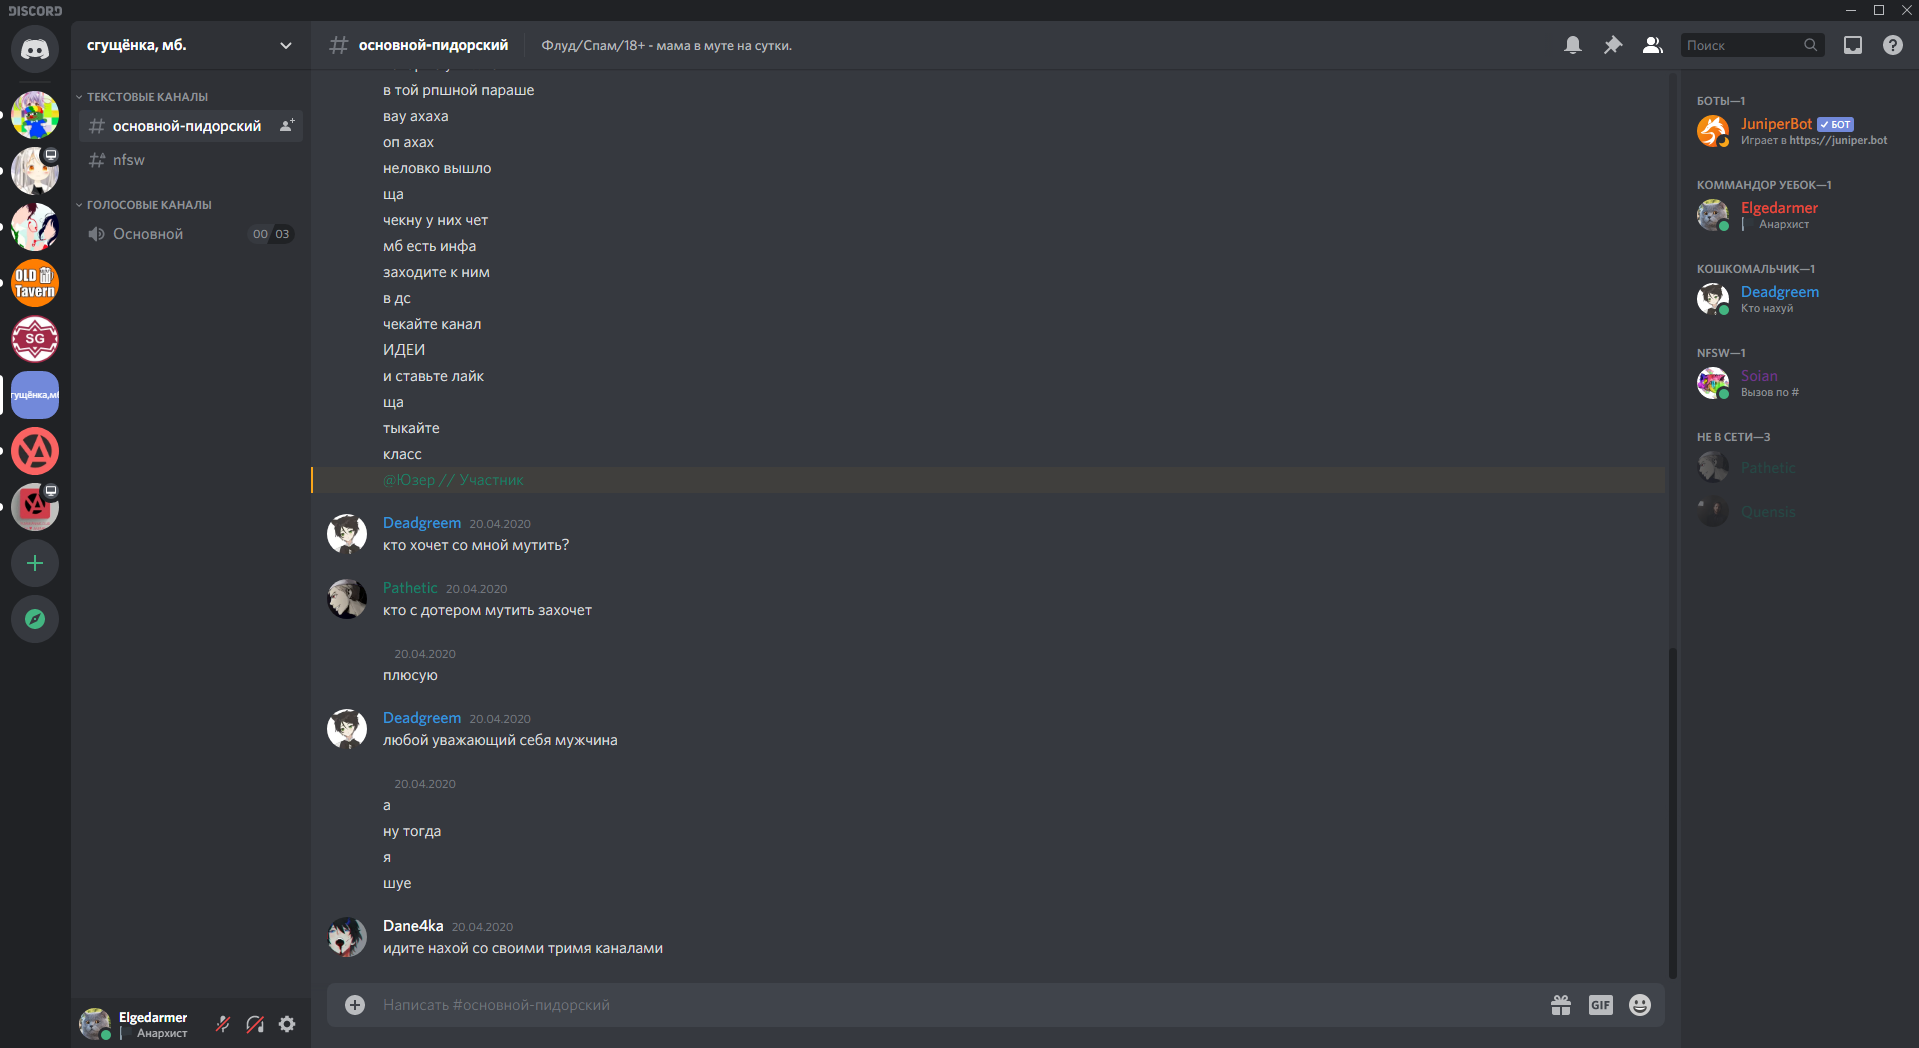 DISCORD
OLD
Tavern
SG
гущёнка,мб
сгущёнка, мб.
ТЕКСТОВЫЕ КАНАЛЫ
основной-пидорский
nfsw
ГОЛОСОВЫЕ КАНАЛЫ
Основной 00 03
Elgedarmer
Анархист
# основной-пидорский Флуд/Спам/18+ - мама в муте на сутки.
Поиск
в той рпшной параше
вау ахаха
оп ахах
неловко вышло
ща
чекну у них чет
мб есть инфа
заходите к ним
в дс
чекайте канал
ИДЕИ
и ставьте лайк
ща
тыкайте
класс
@Юзер // Участник
Deadgreem 20.04.2020
кто хочет со мной мутить?
Pathetic 20.04.2020
кто с дотером мутить захочет
20.04.2020
плюсую
Deadgreem 20.04.2020
любой уважающий себя мужчина
20.04.2020
а
ну тогда
я
шуе
Dane4ka 20.04.2020
идите нахой со своими тримя каналами
Написать #основной-пидорский
GIF
БОТЫ—1
JuniperBot БОТ
Играет в https://juniper.bot
КОММАНДОР УЕБОК—1
Elgedarmer
Анархист
КОШКОМАЛЬЧИК—1
Deadgreem
Кто нахуй
NFSW—1
Soian
Вызов по #
НЕ В СЕТИ—3
Pathetic
Quensis